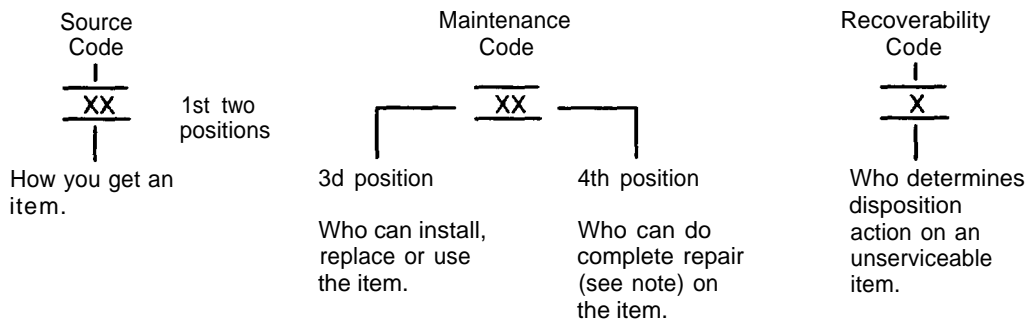 Source
Code
XX
1st two
positions
How you get an
item.
Maintenance
Code
XX
3d position
Who can install,
replace or use
the item.
4th position
Who can do
complete repair
(see note) on
the item.
Recoverability
Code
X
Who determines
disposition
action on an
unserviceable
item.